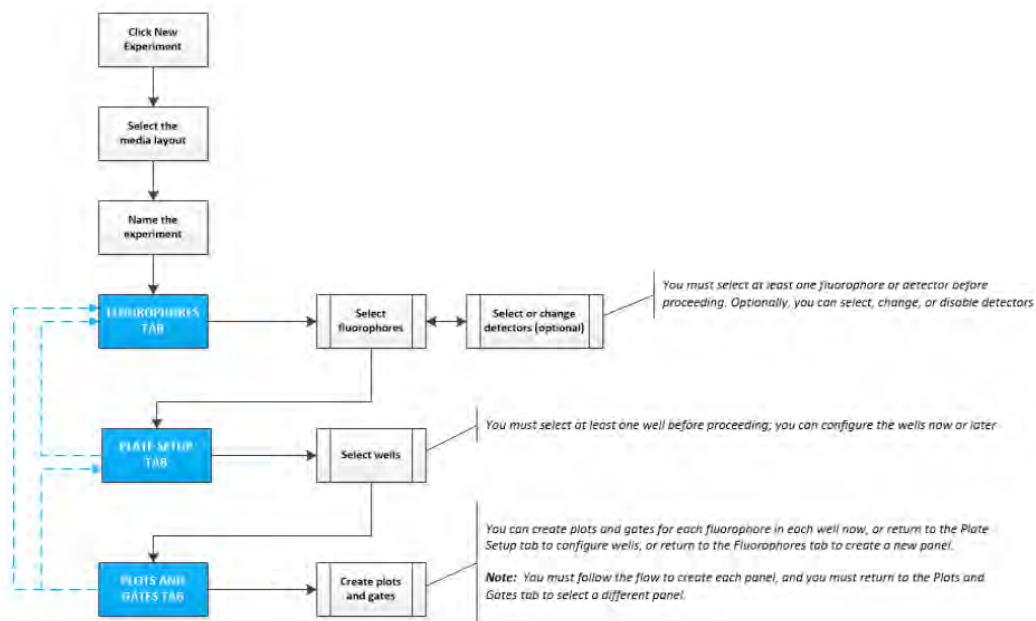 Click New
Experiment
Select the
media layout
Name the
experiment
FLUOROPHORES
TAB
Select
fluorophores
Select or change
detectors (optional)
You must select at least one fluorophore or detector before
proceeding. Optionally, you can select, change, or disable detectors
PLATE SETUP
TAB
Select wells
You must select at least one well before proceeding; you can configure the wells now or later
PLOTS AND
GATES TAB
Create plots
and gates
You can create plots and gates for each fluorophore in each well now, or return to the Plate
Setup tab to configure wells, or return to the Fluorophores tab to create a new panel.
Note: You must follow the flow to create each panel, and you must return to the Plots and
Gates tab to select a different panel.